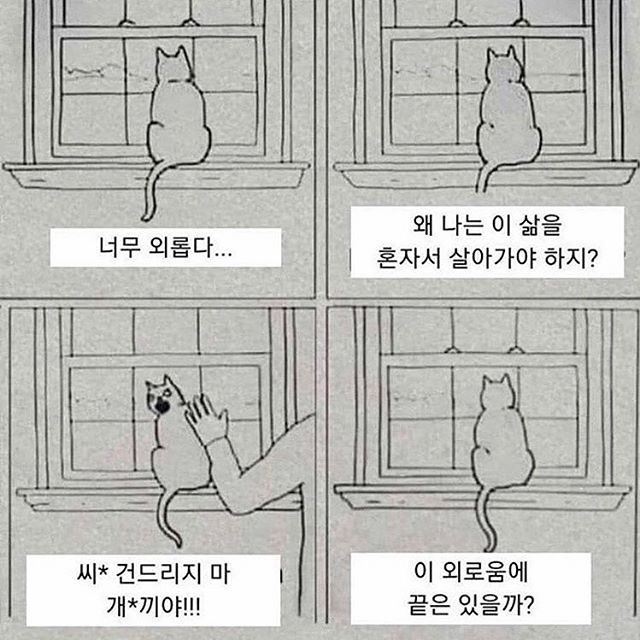 너무 외롭다...
왜 나는 이 삶을
혼자서 살아가야 하지?
씨* 건드리지 마
개*끼야!!!
이 외로움에
끝은 있을까?